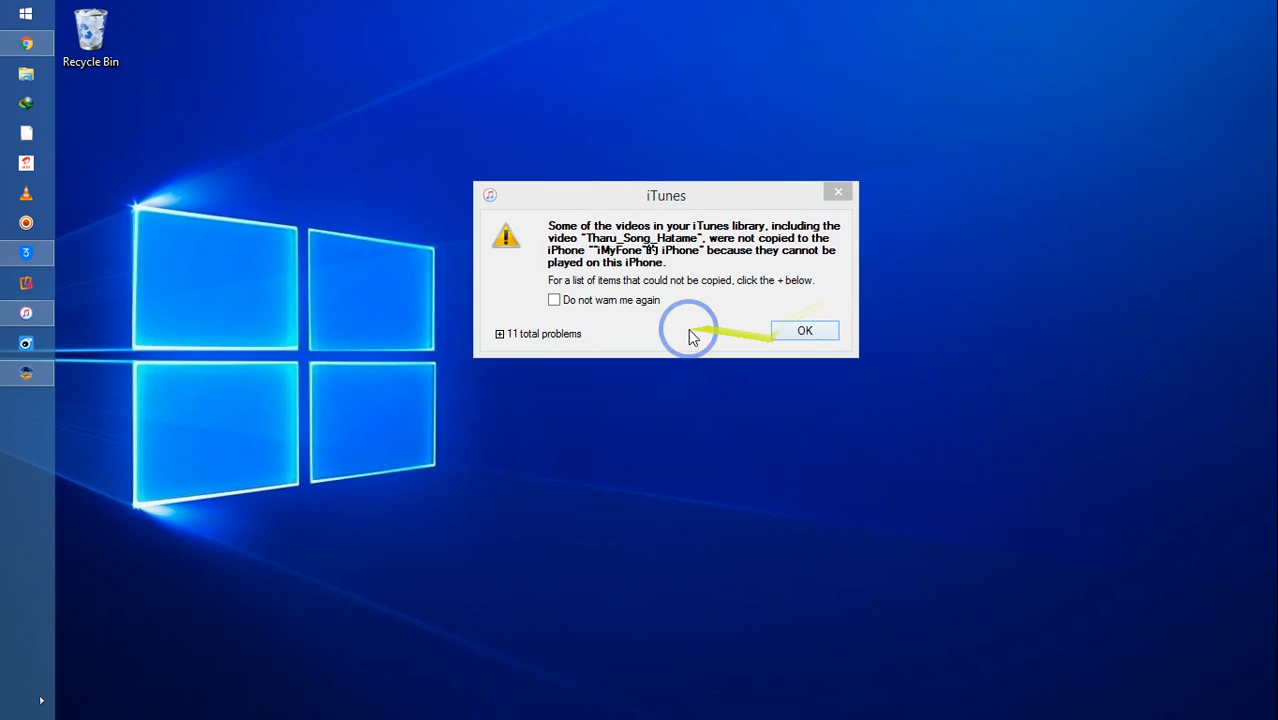 Recycle Bin
iTunes
Some of the videos in your iTunes library, including the
video "Tharu_Song_Hatame", were not copied to the
iPhone ""iMyFone"的 iPhone" because they cannot be
played on this iPhone.
For a list of items that could not be copied, click the + below.
Do not warn me again
11 total problems
OK